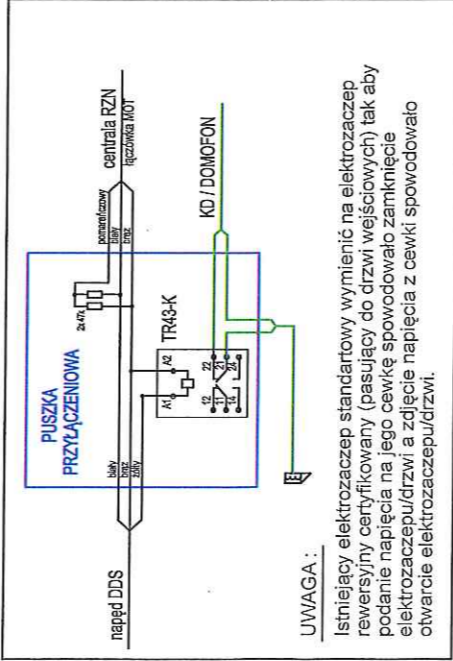 PUSZKA
PRZYŁĄCZENIOWA
napęd DDS
biały
brąz
żółty
2x47k
pomarańczowy
biały
brąz
centrala RZN
łączówka MOT
TR43-K
A1
A2
12
11
14
22
21
24
KD / DOMOFON
UWAGA :
Istniejący elektrozaczep standartowy wymienić na elektrozaczep
rewersyjny certyfikowany (pasujący do drzwi wejściowych) tak aby
podanie napięcia na jego cewkę spowodowało zamknięcie
elektrozaczepu/drzwi a zdjęcie napięcia z cewki spowodowało
otwarcie elektrozaczepu/drzwi.